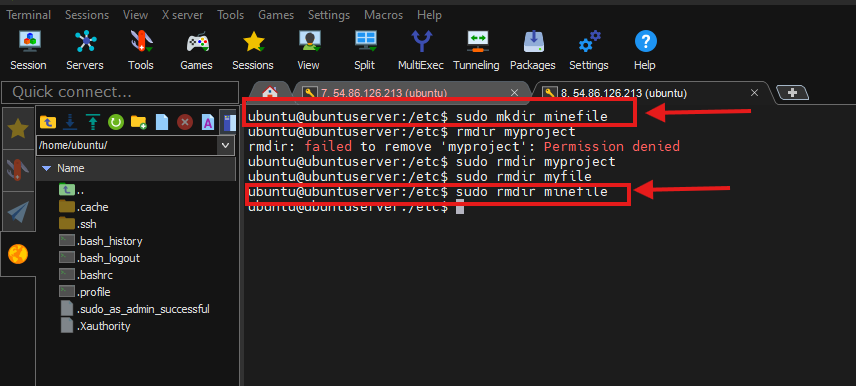 Terminal Sessions View X server Tools Games Settings Macros Help
Session Servers Tools Games Sessions View Split MultiExec Tunneling Packages Settings Help
Quick connect...
7. 54.86.126.213 (ubuntu)
8. 54.86.126.213 (ubuntu)
/home/ubuntu/
Name
..
.cache
.ssh
.bash_history
.bash_logout
.bashrc
.profile
.sudo_as_admin_successful
.Xauthority
ubuntu@ubuntuserver:/etc$ sudo mkdir minefile
ubuntu@ubuntuserver:/etc$ rmdir myproject
rmdir: failed to remove 'myproject': Permission denied
ubuntu@ubuntuserver:/etc$ sudo rmdir myproject
ubuntu@ubuntuserver:/etc$ sudo rmdir myfile
ubuntu@ubuntuserver:/etc$ sudo rmdir minefile
ubuntu@ubuntuserver:/etc$